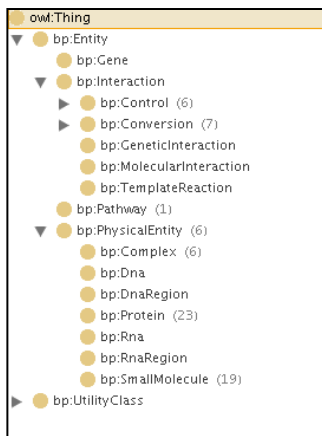 owl:Thing
bp:Entity
bp:Gene
bp:Interaction
bp:Control (6)
bp:Conversion (7)
bp:GeneticInteraction
bp:MolecularInteraction
bp:TemplateReaction
bp:Pathway (1)
bp:PhysicalEntity (6)
bp:Complex (6)
bp:Dna
bp:DnaRegion
bp:Protein (23)
bp:Rna
bp:RnaRegion
bp:SmallMolecule (19)
bp:UtilityClass